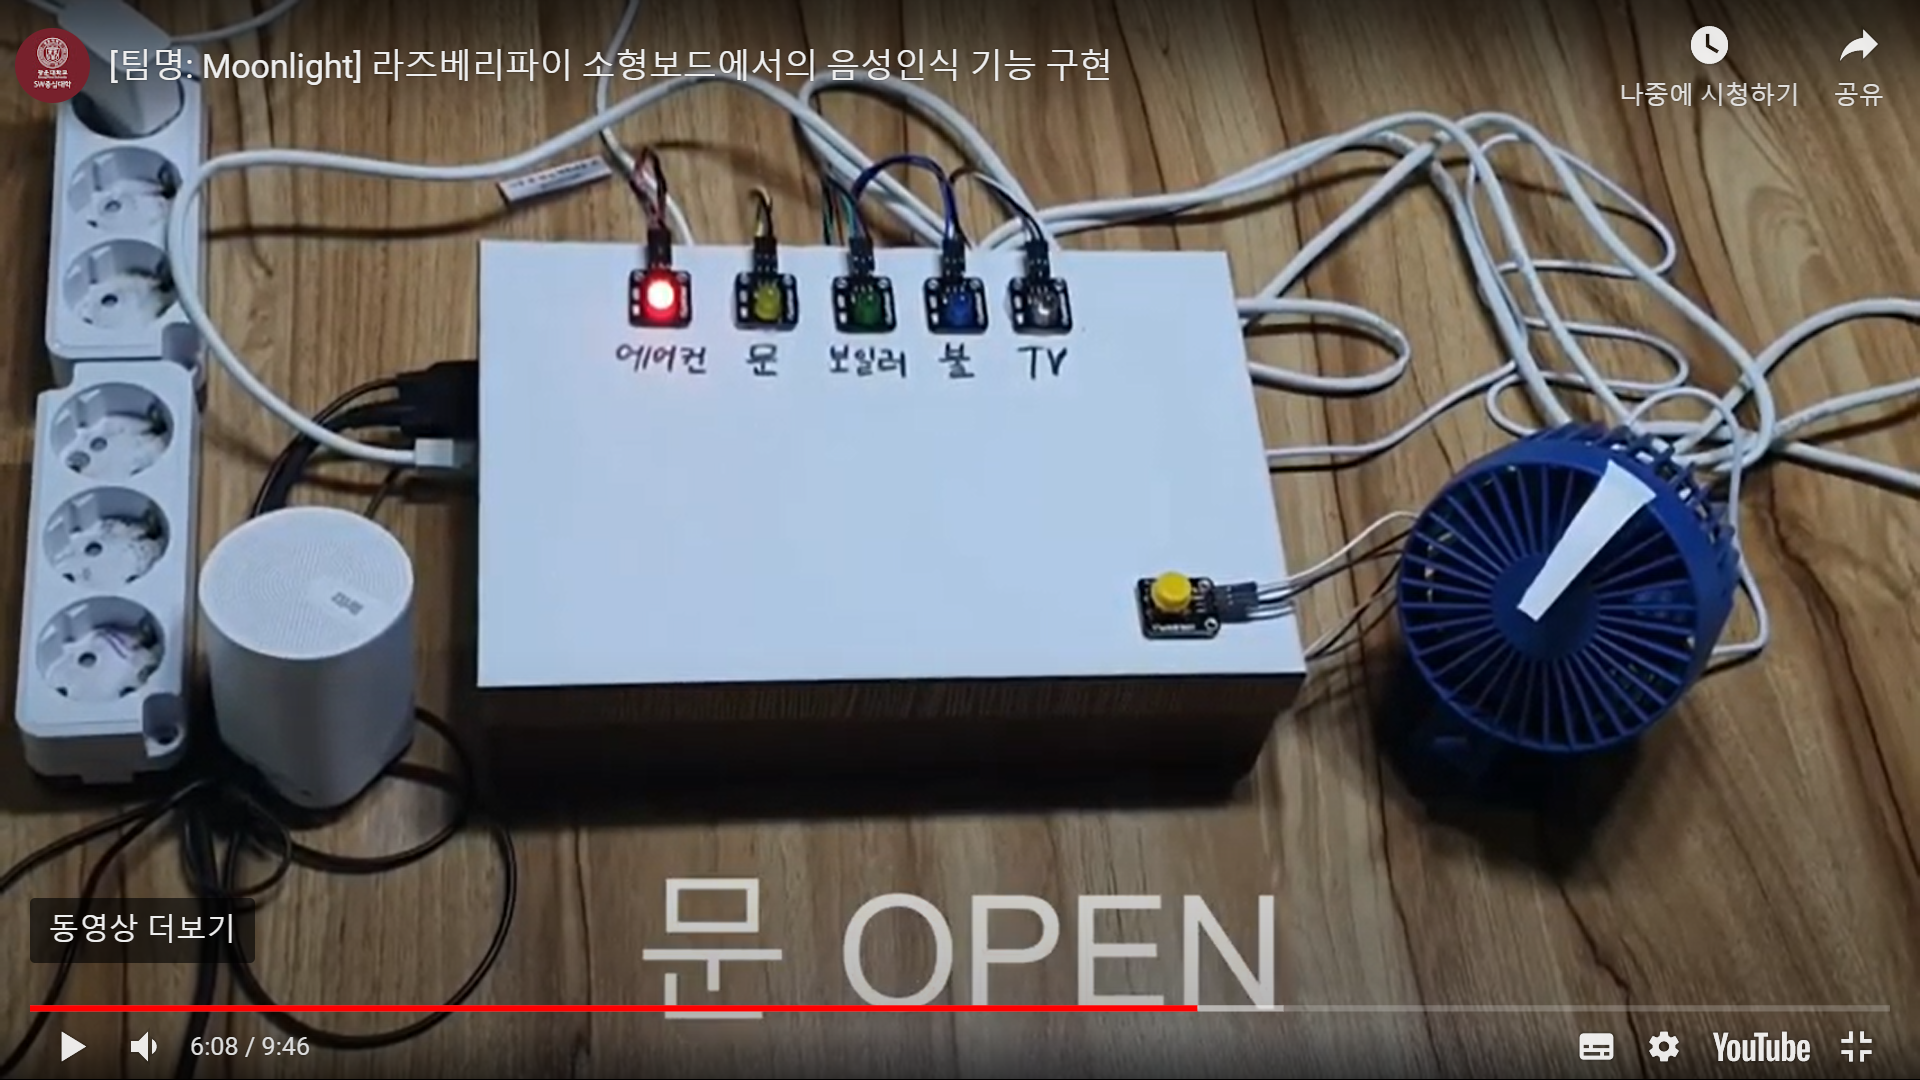 [팀명: Moonlight] 라즈베리파이 소형보드에서의 음성인식 기능 구현
나중에 시청하기
공유
에어컨 문 보일러 불 TV
문 OPEN
동영상 더보기
6:08 / 9:46
YouTube